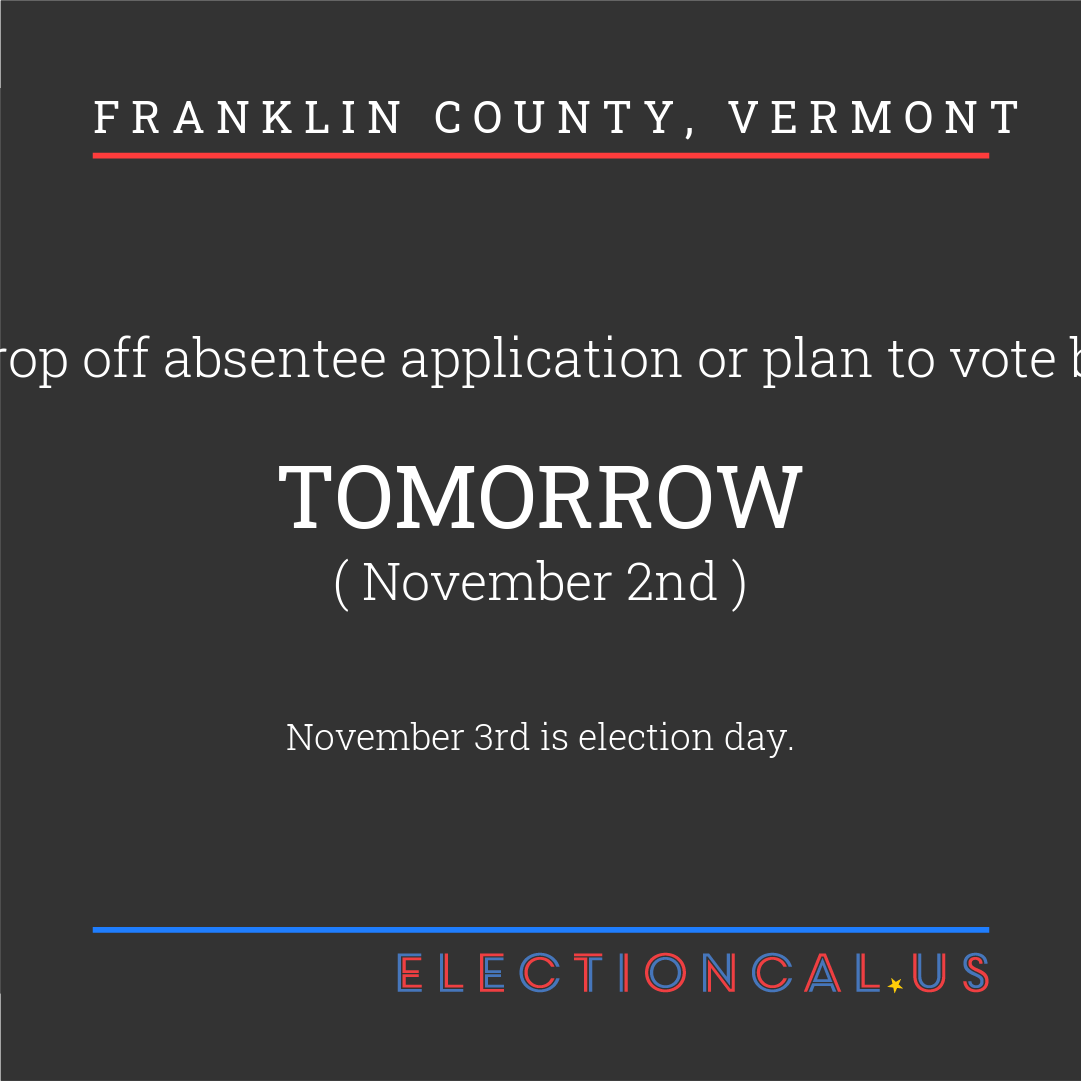 FRANKLIN COUNTY, VERMONT
off absentee application or plan to vote
TOMORROW
( November 2nd )
November 3rd is election day.
ELECTIONCAL.US